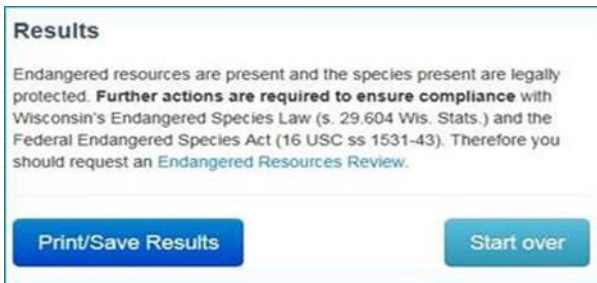 Results
Endangered resources are present and the species present are legally
protected. Further actions are required to ensure compliance with
Wisconsin's Endangered Species Law (s. 29.604 Wis. Stats.) and the
Federal Endangered Species Act (16 USC ss 1531-43). Therefore you
should request an Endangered Resources Review.
Print/Save Results
Start over